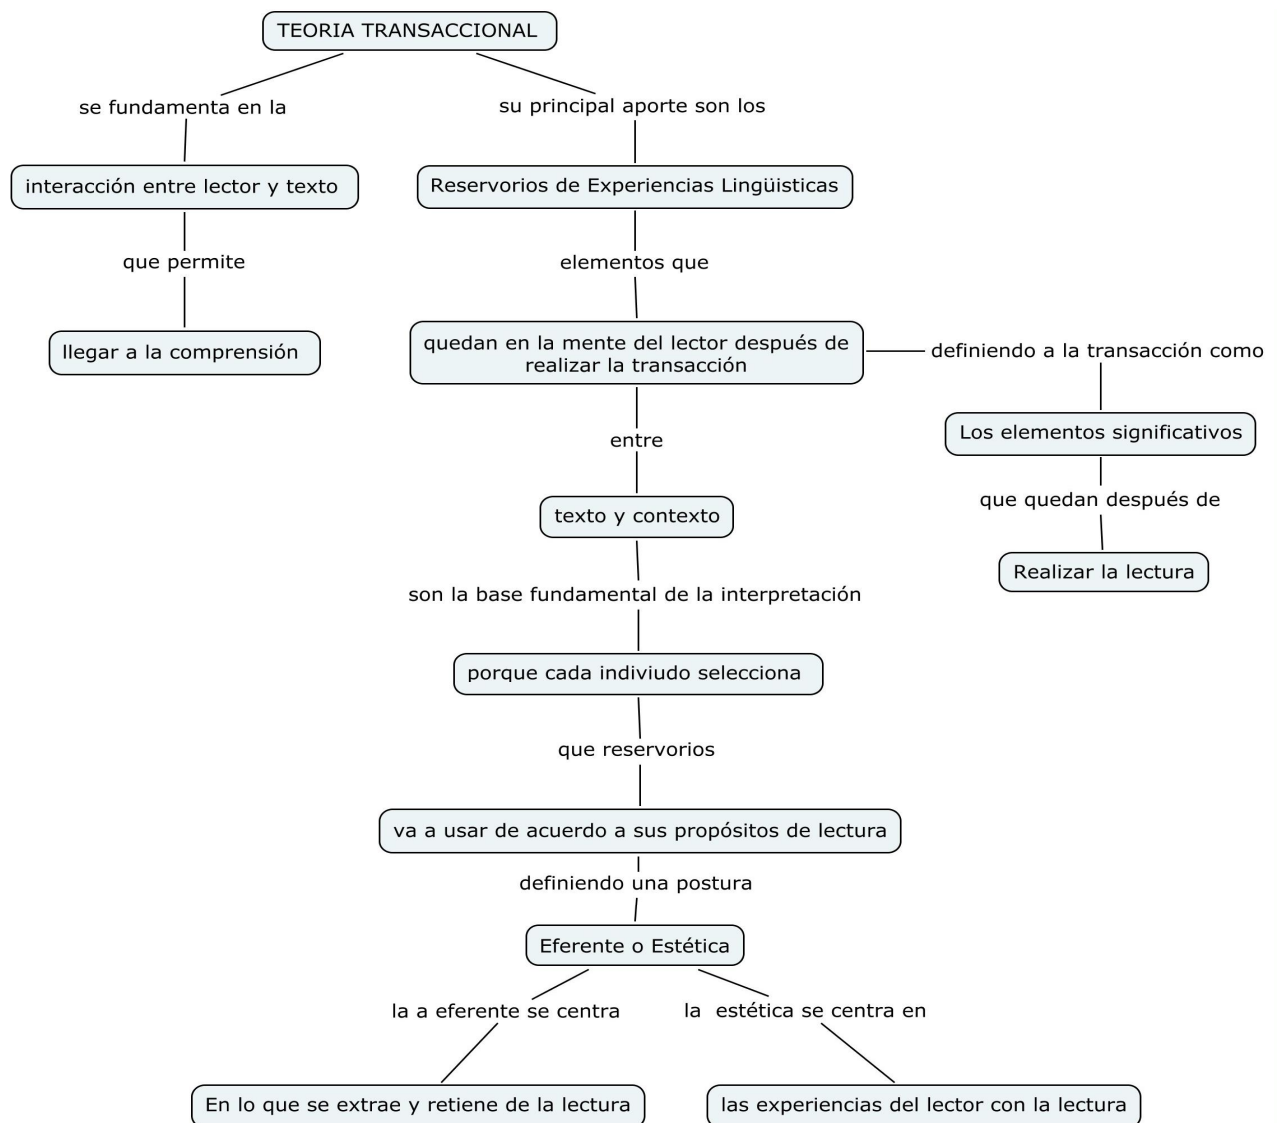 TEORIA TRANSACCIONAL
se fundamenta en la
su principal aporte son los
interacción entre lector y texto
Reservorios de Experiencias Lingüisticas
que permite
elementos que
llegar a la comprensión
quedan en la mente del lector después de
realizar la transacción
definiendo a la transacción como
Los elementos significativos
entre
que quedan después de
texto y contexto
Realizar la lectura
son la base fundamental de la interpretación
porque cada indiviudo selecciona
que reservorios
va a usar de acuerdo a sus propósitos de lectura
definiendo una postura
Eferente o Estética
la a eferente se centra
la estética se centra en
En lo que se extrae y retiene de la lectura
las experiencias del lector con la lectura